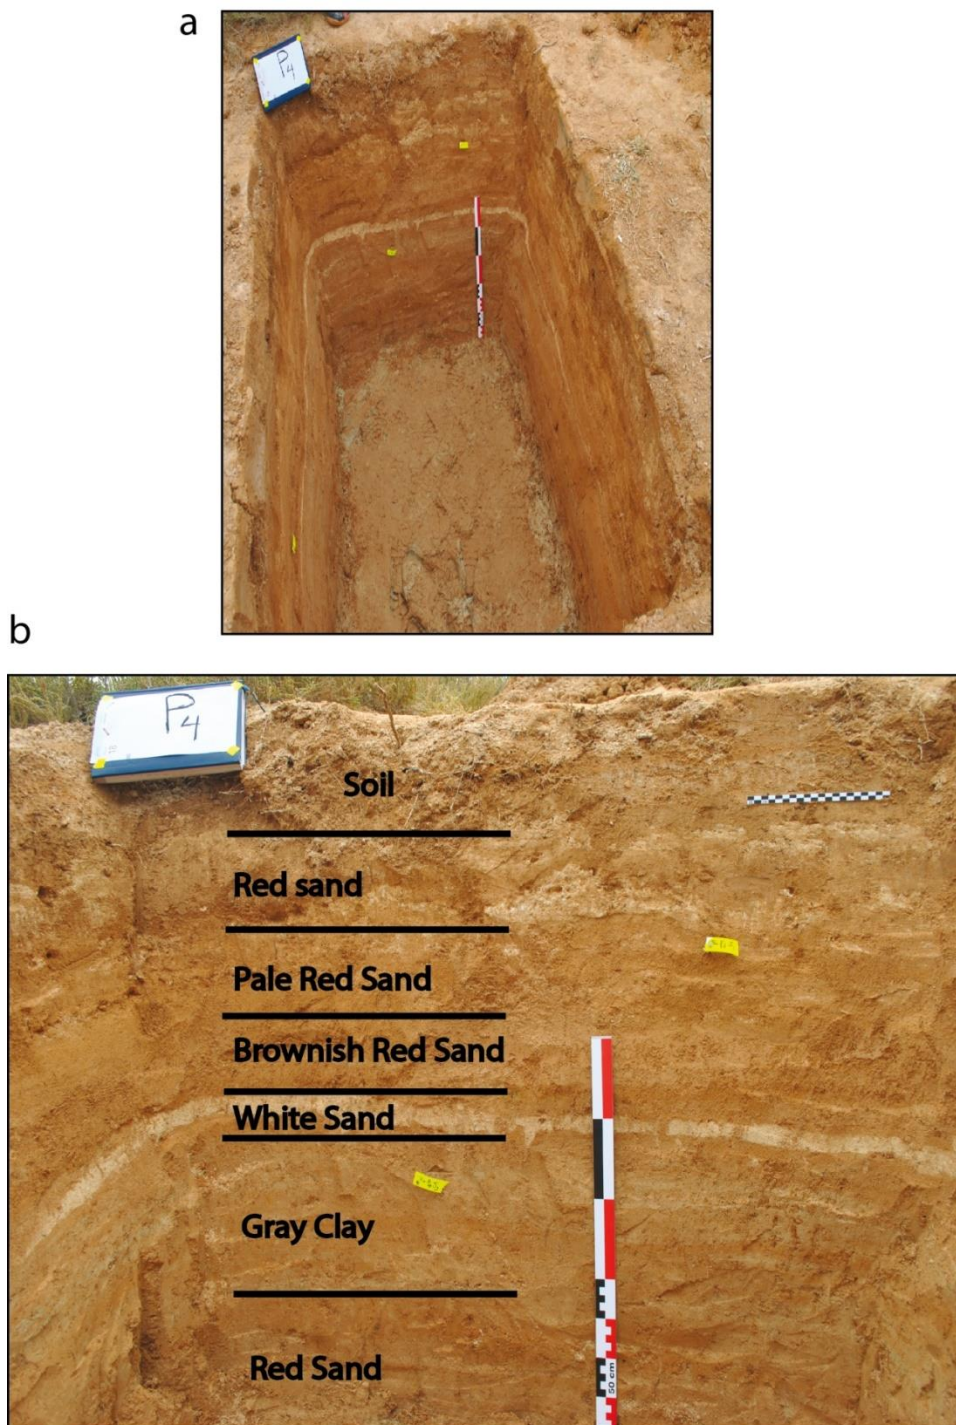 a
P4
b
P4
Soil
Red sand
Pale Red Sand
Brownish Red Sand
White Sand
Gray Clay
Red Sand
50 cm